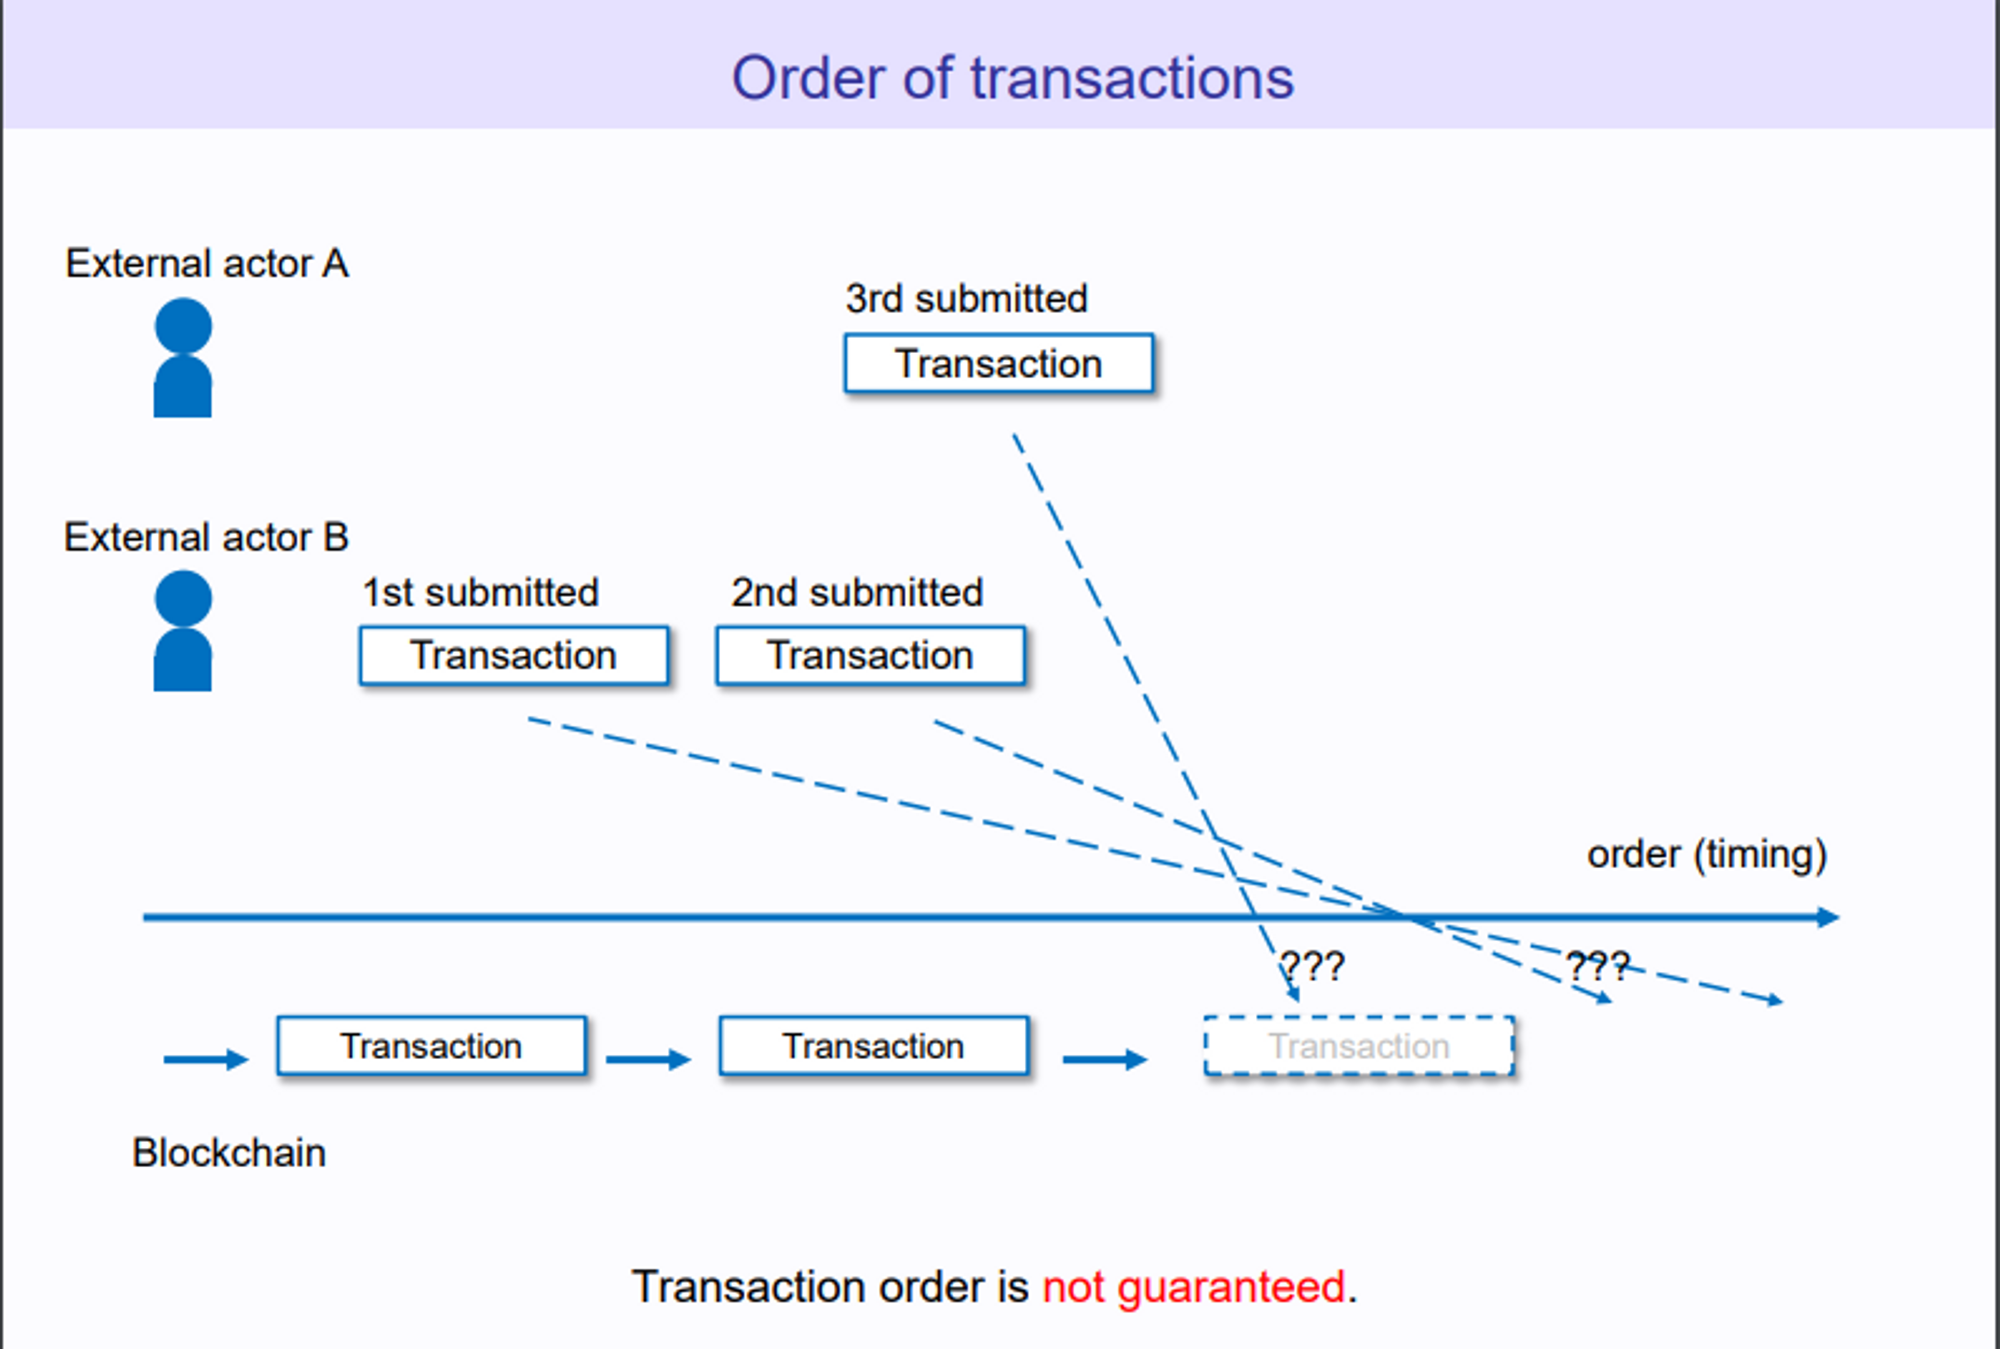 Order of transactions
External actor A
3rd submitted
Transaction
External actor B
1st submitted
2nd submitted
Transaction
Transaction
order (timing)
???
???
Transaction
Transaction
Transaction
Blockchain
Transaction order is not guaranteed.